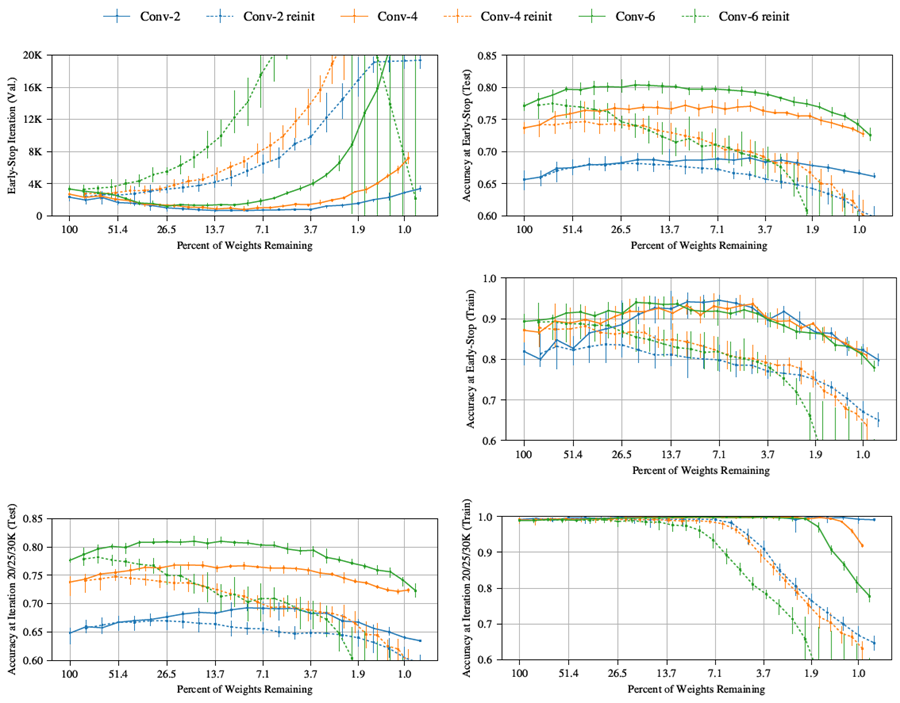 Conv-2 Conv-2 reinit Conv-4 Conv-4 reinit Conv-6 Conv-6 reinit
Early-Stop Iteration (Val.)
20K
16K
12K
8K
4K
0
100 51.4 26.5 13.7 7.1 3.7 1.9 1.0
Percent of Weights Remaining
Accuracy at Early-Stop (Test)
0.85
0.80
0.75
0.70
0.65
0.60
100 51.4 26.5 13.7 7.1 3.7 1.9 1.0
Percent of Weights Remaining
Accuracy at Early-Stop (Train)
1.0
0.9
0.8
0.7
0.6
100 51.4 26.5 13.7 7.1 3.7 1.9 1.0
Percent of Weights Remaining
Accuracy at Iteration 20/25/30K (Test)
0.85
0.80
0.75
0.70
0.65
0.60
100 51.4 26.5 13.7 7.1 3.7 1.9 1.0
Percent of Weights Remaining
Accuracy at Iteration 20/25/30K (Train)
1.0
0.9
0.8
0.7
0.6
100 51.4 26.5 13.7 7.1 3.7 1.9 1.0
Percent of Weights Remaining